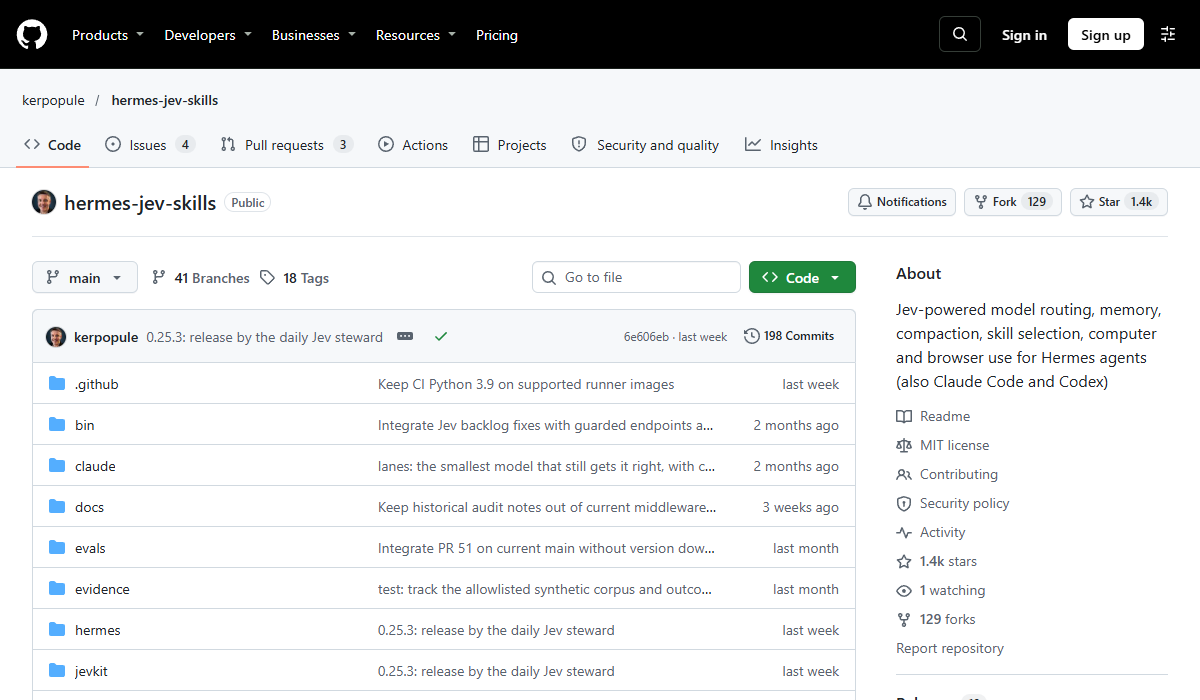 Products Developers Businesses Resources Pricing Sign in Sign up
kerpopule / hermes-jev-skills
Code Issues 4 Pull requests 3 Actions Projects Security and quality Insights
hermes-jev-skills Public Notifications Fork 129 Star 1.4k
main 41 Branches 18 Tags Go to file Code
kerpopule 0.25.3: release by the daily Jev steward 6e606eb · last week 198 Commits
.github Keep CI Python 3.9 on supported runner images last week
bin Integrate Jev backlog fixes with guarded endpoints a... 2 months ago
claude lanes: the smallest model that still gets it right, with c... 2 months ago
docs Keep historical audit notes out of current middleware... 3 weeks ago
evals Integrate PR 51 on current main without version dow... last month
evidence test: track the allowlisted synthetic corpus and outco... last month
hermes 0.25.3: release by the daily Jev steward last week
jevkit 0.25.3: release by the daily Jev steward last week
About
Jev-powered model routing, memory,
compaction, skill selection, computer
and browser use for Hermes agents
(also Claude Code and Codex)
Readme
MIT license
Contributing
Security policy
Activity
1.4k stars
1 watching
129 forks
Report repository